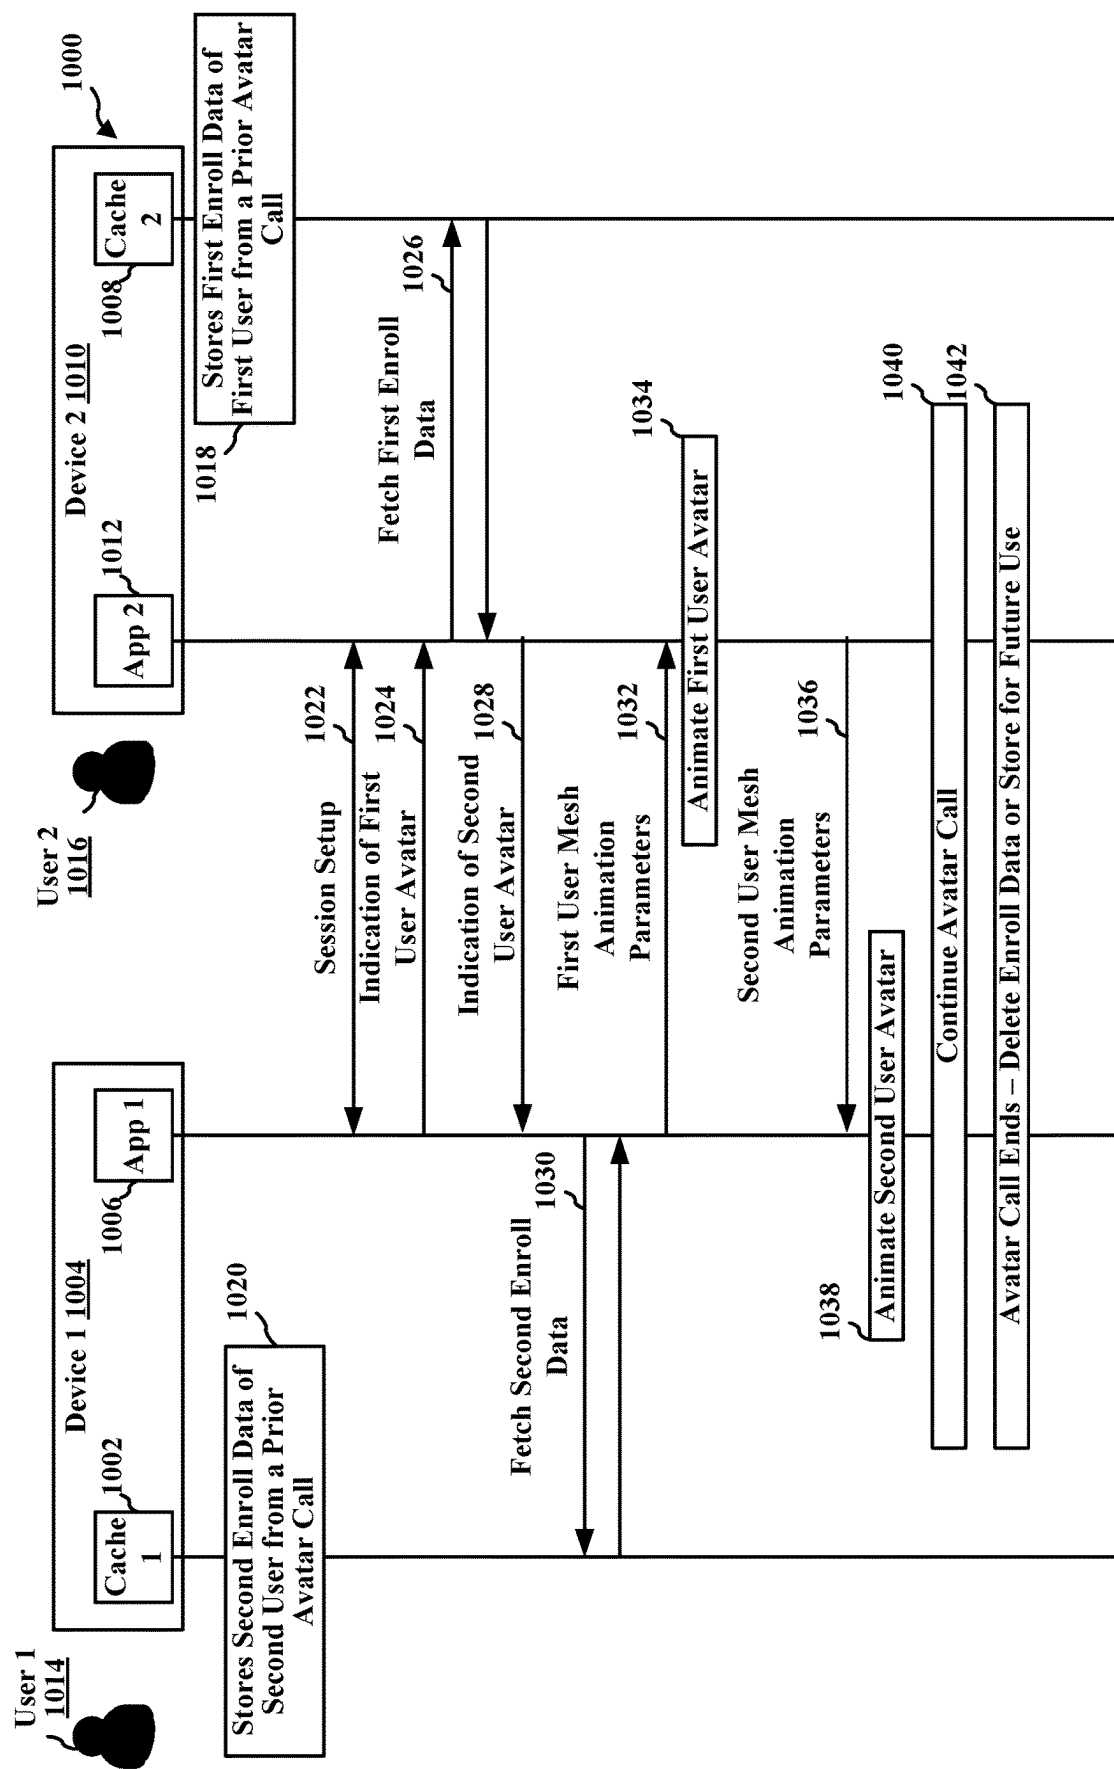 1000
User 1
1014
Device 1 1004
Cache
1
1002
App 1
1006
User 2
1016
Device 2 1010
App 2
1012
Cache
2
1008
Stores First Enroll Data of
First User from a Prior Avatar
Call
1018
Stores Second Enroll Data of
Second User from a Prior
Avatar Call
1020
Session Setup
1022
Indication of First
User Avatar
1024
Fetch First Enroll
Data
1026
Indication of Second
User Avatar
1028
Fetch Second Enroll
Data
1030
First User Mesh
Animation
Parameters
1032
Animate First User Avatar
1034
Second User Mesh
Animation
Parameters
1036
Animate Second User Avatar
1038
Continue Avatar Call
1040
Avatar Call Ends – Delete Enroll Data or Store for Future Use
1042